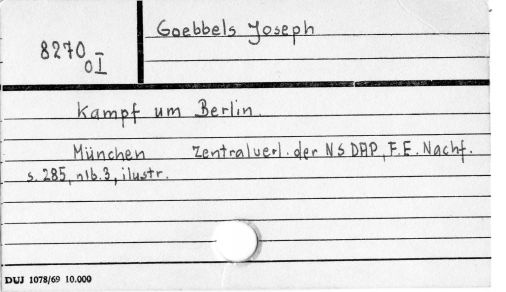 Goebbels Joseph
8270
OI
Kampf um Berlin.
München Zentralverl. der NSDAP, F.E. Nachf.
s. 285, nlb. 3, ilustr.
DUJ 1078/69 10.000